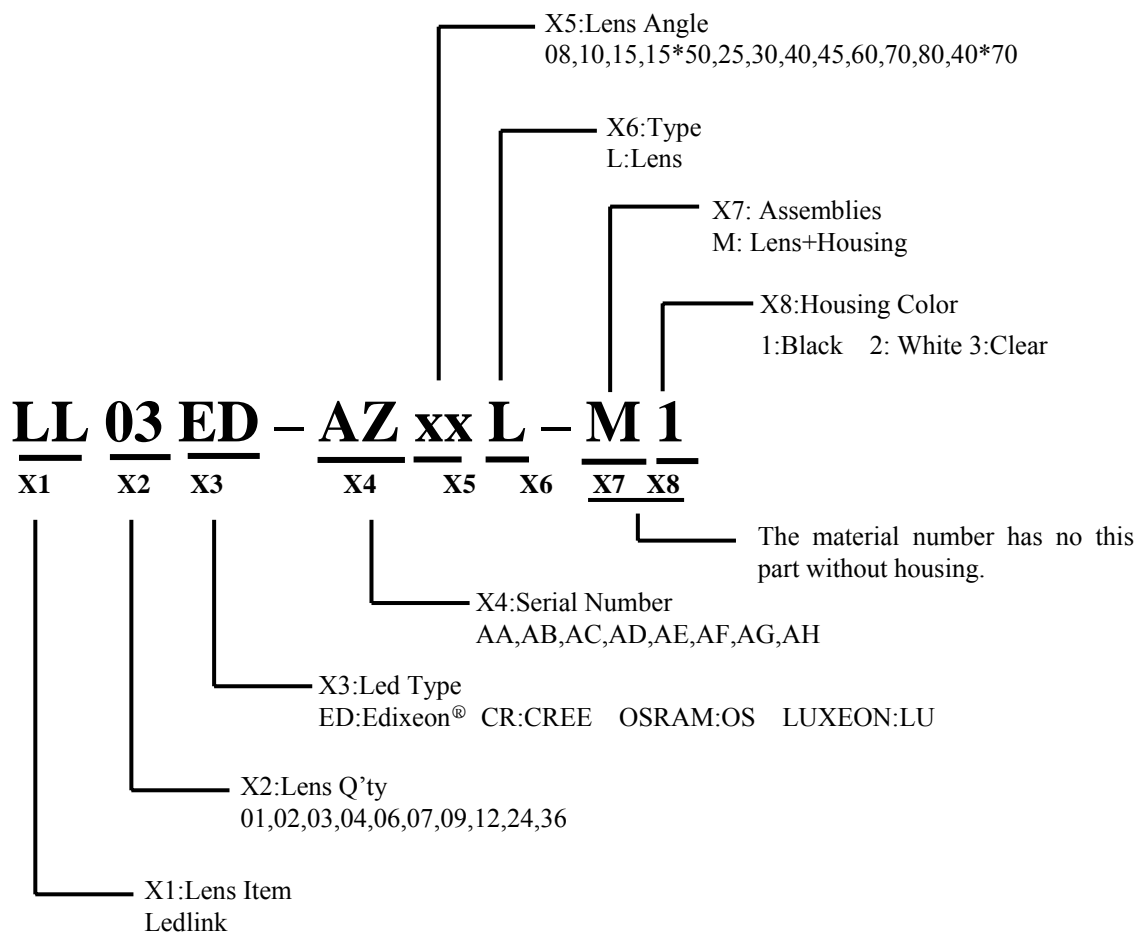 X5:Lens Angle
08,10,15,15*50,25,30,40,45,60,70,80,40*70
X6:Type
L:Lens
X7: Assemblies
M: Lens+Housing
X8:Housing Color
1:Black 2: White 3:Clear
LL 03 ED – AZ xx L – M 1
X1 X2 X3 X4 X5 X6 X7 X8
The material number has no this
part without housing.
X4:Serial Number
AA,AB,AC,AD,AE,AF,AG,AH
X3:Led Type
ED:Edixeon® CR:CREE OSRAM:OS LUXEON:LU
X2:Lens Q’ty
01,02,03,04,06,07,09,12,24,36
X1:Lens Item
Ledlink